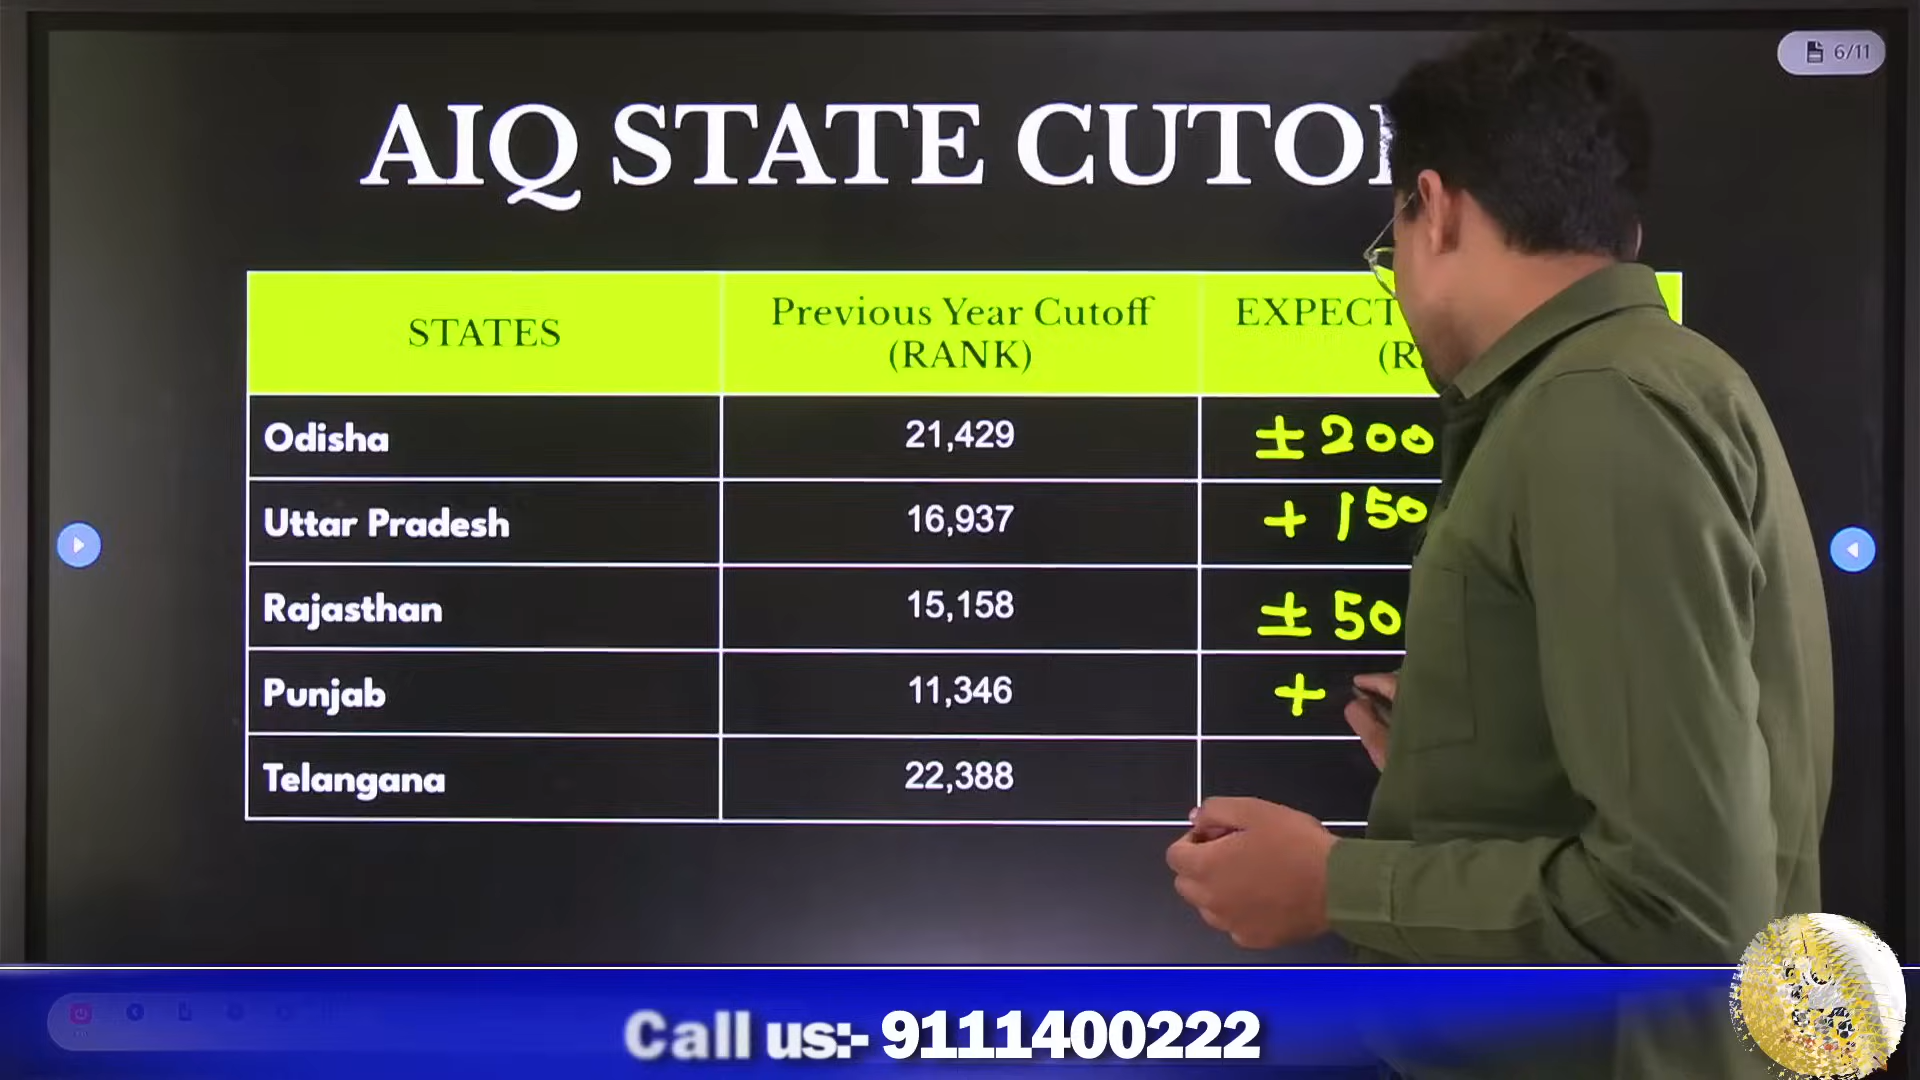 6/11
AIQ STATE CUTO
STATES
Previous Year Cutoff
(RANK)
EXPECT
(R
Odisha
21,429
± 200
Uttar Pradesh
16,937
+ 150
Rajasthan
15,158
± 50
Punjab
11,346
+
Telangana
22,388
Call us:- 9111400222